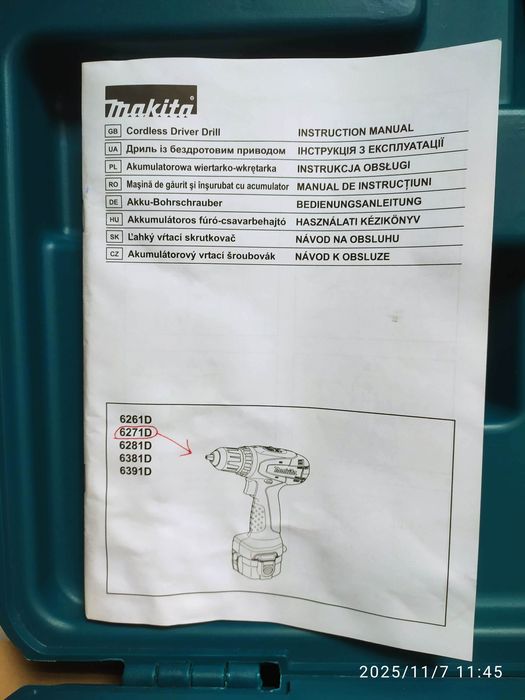 makita
GB Cordless Driver Drill INSTRUCTION MANUAL
UA Дриль із бездротовим приводом ІНСТРУКЦІЯ З ЕКСПЛУАТАЦІЇ
PL Akumulatorowa wiertarko-wkrętarka INSTRUKCJA OBSŁUGI
RO Maşină de găurit şi înşurubat cu acumulator MANUAL DE INSTRUCŢIUNI
DE Akku-Bohrschrauber BEDIENUNGSANLEITUNG
HU Akkumulátoros fúró-csavarbehajtó HASZNÁLATI KÉZIKÖNYV
SK Ľahký vŕtací skrutkovač NÁVOD NA OBSLUHU
CZ Akumulátorový vrtací šroubovák NÁVOD K OBSLUZE
6261D
6271D
6281D
6381D
6391D
makita
2025/11/7 11:45